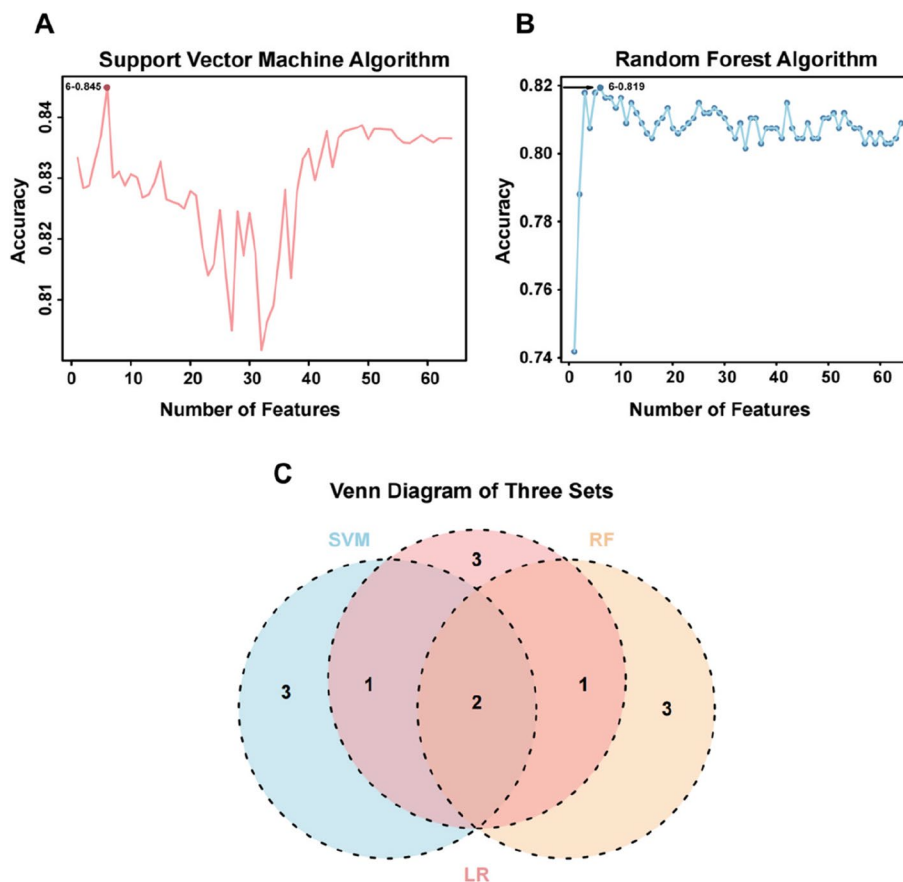 A
Support Vector Machine Algorithm
6-0.845
0.84
0.83
0.82
0.81
Accuracy
0 10 20 30 40 50 60
Number of Features
B
Random Forest Algorithm
6-0.819
0.82
0.80
0.78
0.76
0.74
Accuracy
0 10 20 30 40 50 60
Number of Features
C
Venn Diagram of Three Sets
SVM RF
3
3 1 2 1 3
LR